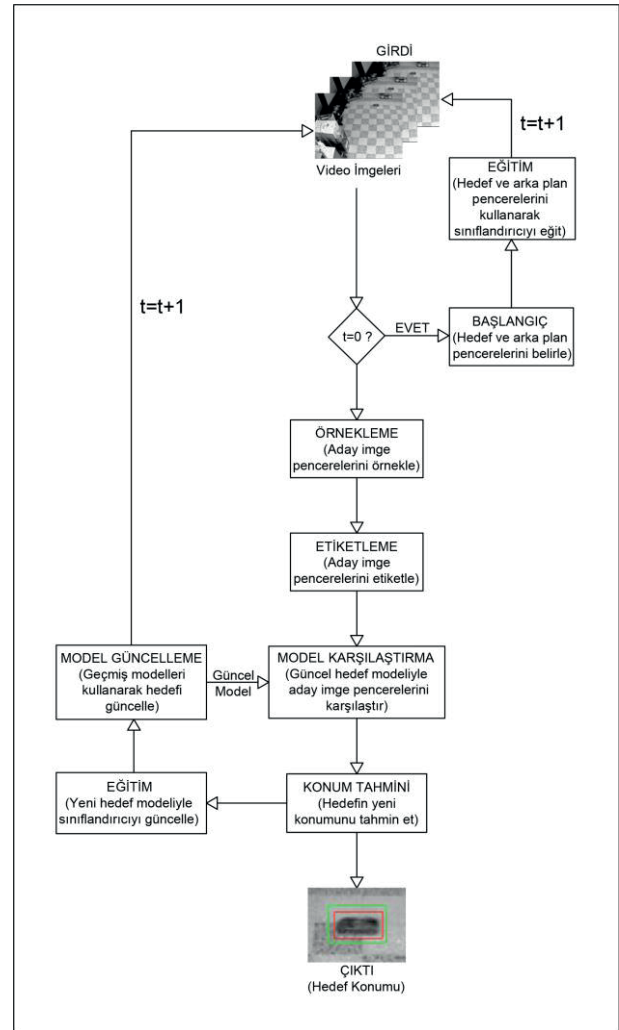 GİRDİ
Video İmgeleri
t=t+1
EĞİTİM
(Hedef ve arka plan
pencerelerini
kullanarak
sınıflandırıcıyı eğit)
t=t+1
t=0 ?
EVET
BAŞLANGIÇ
(Hedef ve arka plan
pencerelerini belirle)
ÖRNEKLEME
(Aday imge
pencerelerini örnekle)
ETİKETLEME
(Aday imge
pencerelerini etiketle)
MODEL GÜNCELLEME
(Geçmiş modelleri
kullanarak hedefi
güncelle)
Güncel
Model
MODEL KARŞILAŞTIRMA
(Güncel hedef modeliyle
aday imge pencerelerini
karşılaştır)
EĞİTİM
(Yeni hedef modeliyle
sınıflandırıcıyı güncelle)
KONUM TAHMİNİ
(Hedefin yeni
konumunu tahmin et)
ÇIKTI
(Hedef Konumu)